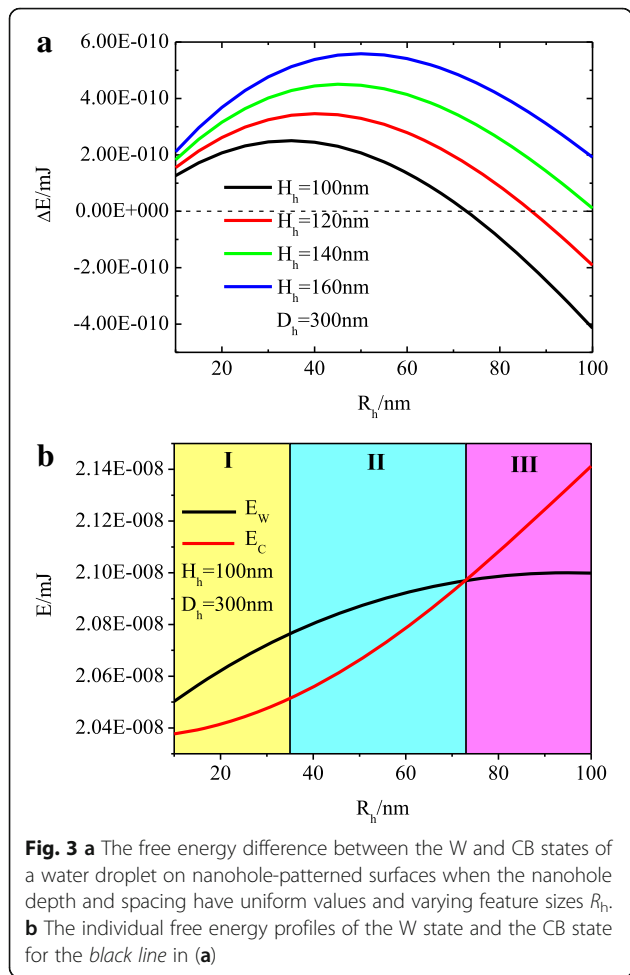 a
6.00E-010
4.00E-010
2.00E-010
0.00E+000
-2.00E-010
-4.00E-010
ΔE/mJ
H_h=100nm
H_h=120nm
H_h=140nm
H_h=160nm
D_h=300nm
20 40 60 80 100
R_h/nm
b
I II III
2.14E-008
2.12E-008
2.10E-008
2.08E-008
2.06E-008
2.04E-008
E/mJ
E_W
E_C
H_h=100nm
D_h=300nm
20 40 60 80 100
R_h/nm
Fig. 3 a The free energy difference between the W and CB states of
a water droplet on nanohole-patterned surfaces when the nanohole
depth and spacing have uniform values and varying feature sizes R_h.
b The individual free energy profiles of the W state and the CB state
for the black line in (a)